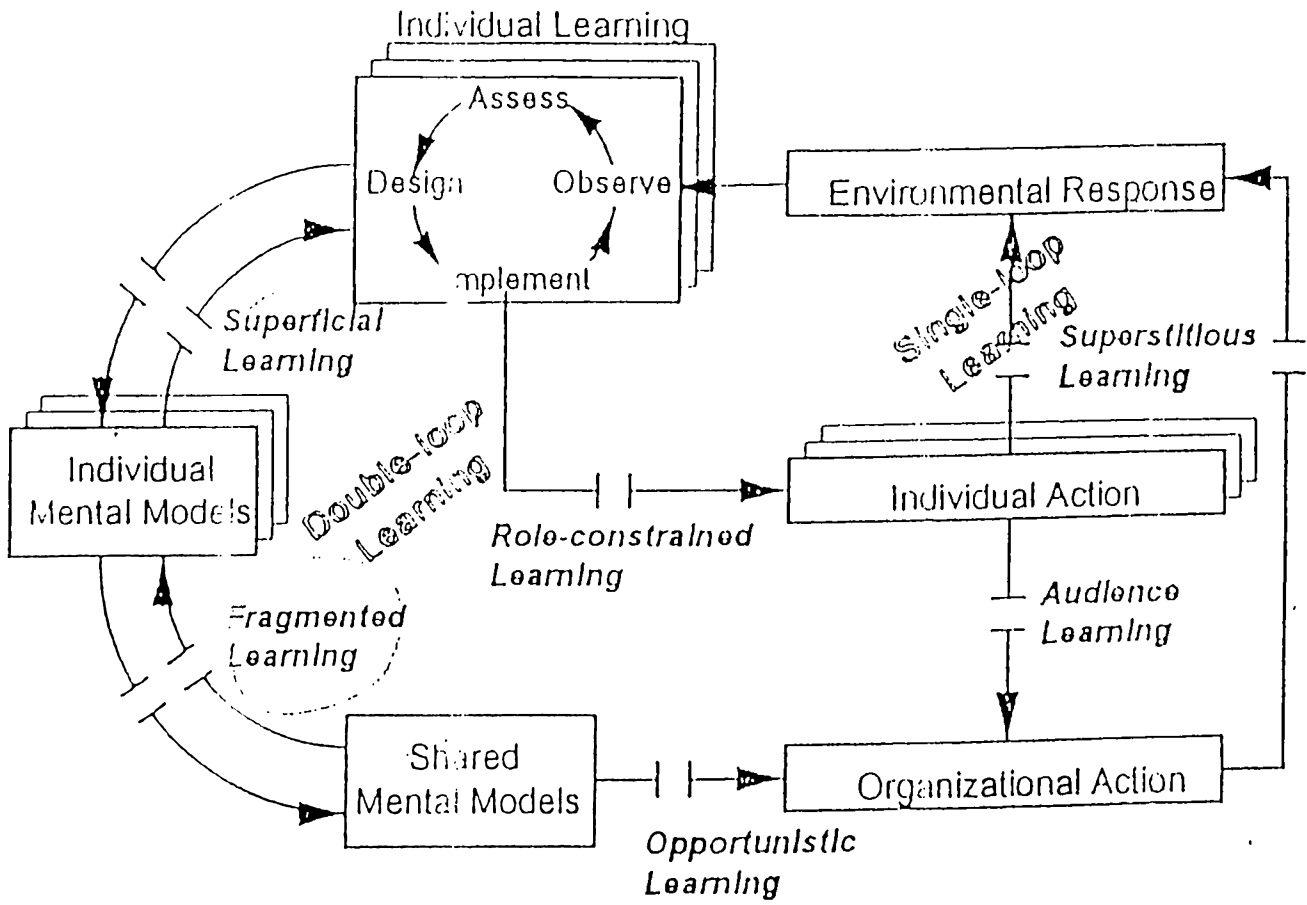 Individual Learning
Assess
Design
Observe
mplement
Environmental Response
Superficial
Learning
Single-loop
Learning
Superstitious
Learning
Individual
Mental Models
Double-loop
Learning
Role-constrained
Learning
Individual Action
Fragmented
Learning
Audience
Learning
Shared
Mental Models
Organizational Action
Opportunistic
Learning